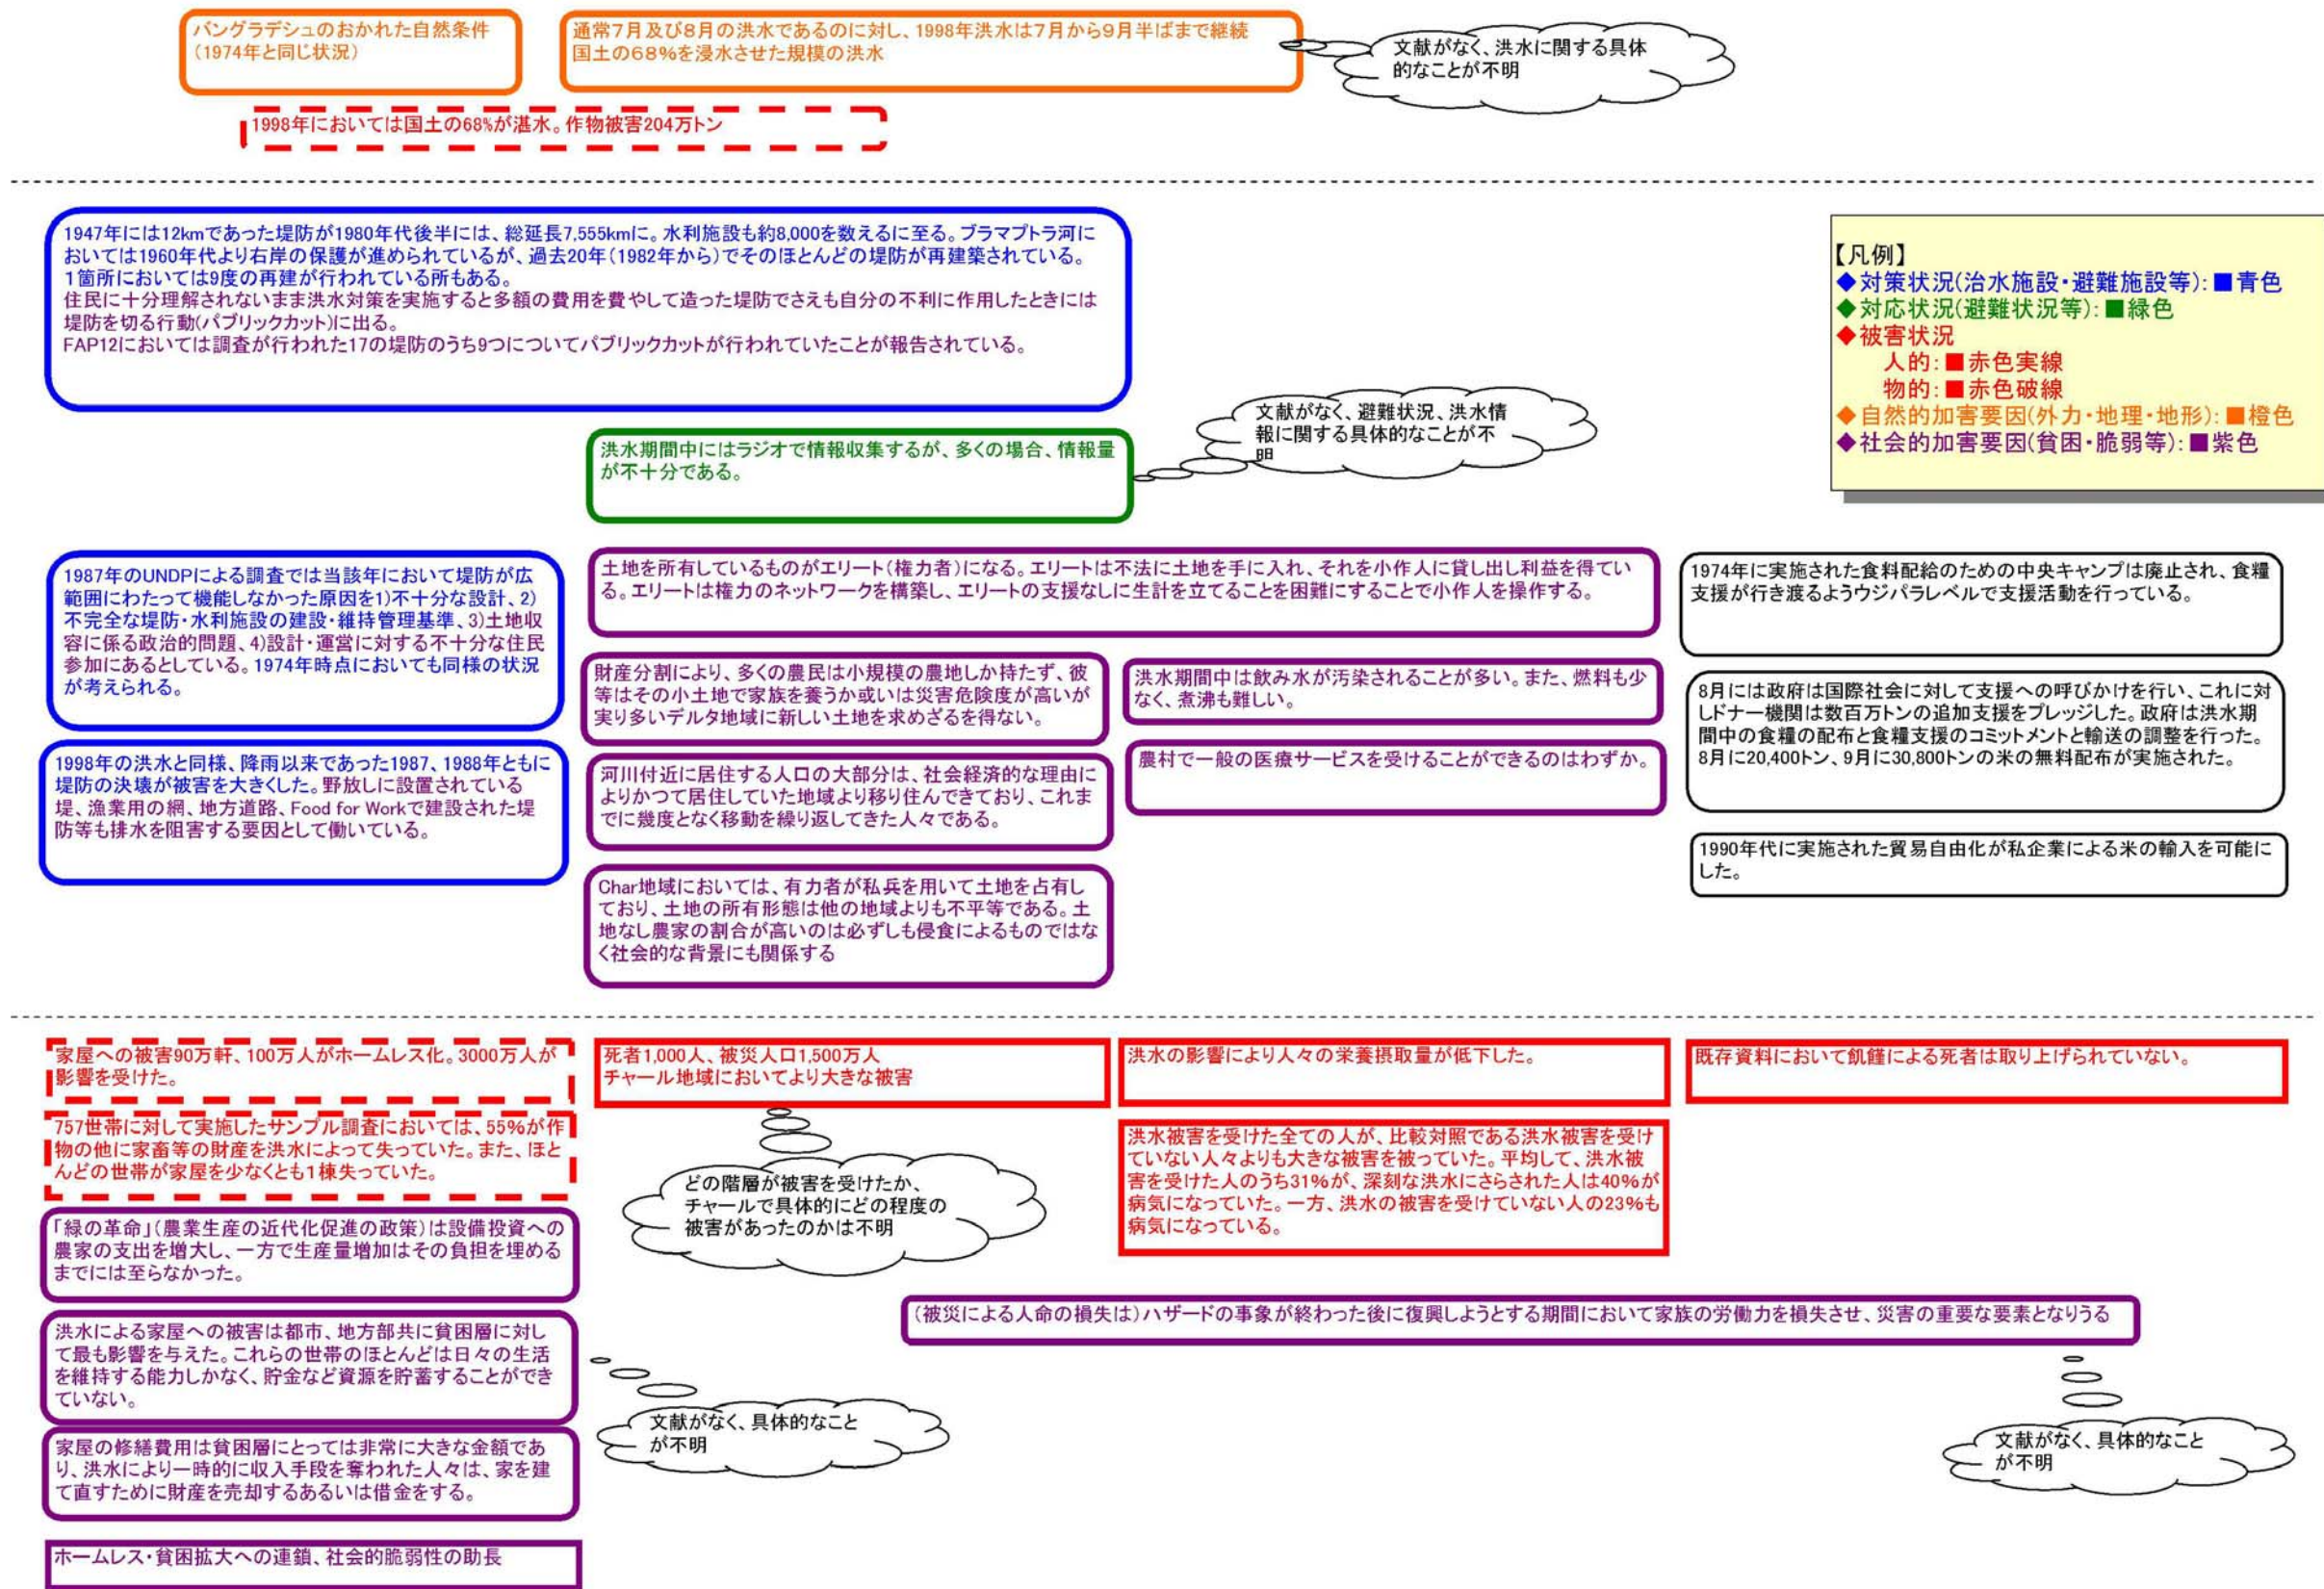 バングラデシュのおかれた自然条件
（1974年と同じ状況）
通常7月及び8月の洪水であるのに対し、1998年洪水は7月から9月半ばまで継続
国土の68%を浸水させた規模の洪水
文献がなく、洪水に関する具体
的なことが不明
1998年においては国土の68%が湛水。作物被害204万トン
1947年には12kmであった堤防が1980年代後半には、総延長7,555kmに。水利施設も約8,000を数えるに至る。ブラマプトラ河に
おいては1960年代より右岸の保護が進められているが、過去20年（1982年から）でそのほとんどの堤防が再建築されている。
1箇所においては9度の再建が行われている所もある。
住民に十分理解されないまま洪水対策を実施すると多額の費用を費やして造った堤防でさえも自分の不利に作用したときには
堤防を切る行動(パブリックカット)に出る。
FAP12においては調査が行われた17の堤防のうち9つについてパブリックカットが行われていたことが報告されている。
【凡例】
◆対策状況(治水施設・避難施設等)：■青色
◆対応状況(避難状況等)：■緑色
◆被害状況
人的：■赤色実線
物的：■赤色破線
◆自然的加害要因(外力・地理・地形)：■橙色
◆社会的加害要因(貧困・脆弱等)：■紫色
洪水期間中にはラジオで情報収集するが、多くの場合、情報量
が不十分である。
文献がなく、避難状況、洪水情
報に関する具体的なことが不
明
1987年のUNDPによる調査では当該年において堤防が広
範囲にわたって機能しなかった原因を1)不十分な設計、2)
不完全な堤防・水利施設の建設・維持管理基準、3)土地収
容に係る政治的問題、4)設計・運営に対する不十分な住民
参加にあるとしている。1974年時点においても同様の状況
が考えられる。
1998年の洪水と同様、降雨以来であった1987、1988年ともに
堤防の決壊が被害を大きくした。野放しに設置されている
堤、漁業用の網、地方道路、Food for Workで建設された堤
防等も排水を阻害する要因として働いている。
土地を所有しているものがエリート（権力者）になる。エリートは不法に土地を手に入れ、それを小作人に貸し出し利益を得てい
る。エリートは権力のネットワークを構築し、エリートの支援なしに生計を立てることを困難にすることで小作人を操作する。
財産分割により、多くの農民は小規模の農地しか持たず、彼
等はその小土地で家族を養うか或いは災害危険度が高いが
実り多いデルタ地域に新しい土地を求めざるを得ない。
河川付近に居住する人口の大部分は、社会経済的な理由に
よりかつて居住していた地域より移り住んできており、これま
でに幾度となく移動を繰り返してきた人々である。
Char地域においては、有力者が私兵を用いて土地を占有し
ており、土地の所有形態は他の地域よりも不平等である。土
地なし農家の割合が高いのは必ずしも侵食によるものではな
く社会的な背景にも関係する
洪水期間中は飲み水が汚染されることが多い。また、燃料も少
なく、煮沸も難しい。
農村で一般の医療サービスを受けることができるのはわずか。
1974年に実施された食料配給のための中央キャンプは廃止され、食糧
支援が行き渡るようウジパラレベルで支援活動を行っている。
8月には政府は国際社会に対して支援への呼びかけを行い、これに対
しドナー機関は数百万トンの追加支援をプレッジした。政府は洪水期
間中の食糧の配布と食糧支援のコミットメントと輸送の調整を行った。
8月に20,400トン、9月に30,800トンの米の無料配布が実施された。
1990年代に実施された貿易自由化が私企業による米の輸入を可能に
した。
家屋への被害90万軒、100万人がホームレス化。3000万人が
影響を受けた。
757世帯に対して実施したサンプル調査においては、55%が作
物の他に家畜等の財産を洪水によって失っていた。また、ほと
んどの世帯が家屋を少なくとも1棟失っていた。
「緑の革命」（農業生産の近代化促進の政策）は設備投資への
農家の支出を増大し、一方で生産量増加はその負担を埋める
までには至らなかった。
洪水による家屋への被害は都市、地方部共に貧困層に対し
て最も影響を与えた。これらの世帯のほとんどは日々の生活
を維持する能力しかなく、貯金など資源を貯蓄することができ
ていない。
家屋の修繕費用は貧困層にとっては非常に大きな金額であ
り、洪水により一時的に収入手段を奪われた人々は、家を建
て直すために財産を売却するあるいは借金をする。
ホームレス・貧困拡大への連鎖、社会的脆弱性の助長
死者1,000人、被災人口1,500万人
チャール地域においてより大きな被害
どの階層が被害を受けたか、
チャールで具体的にどの程度の
被害があったのかは不明
洪水の影響により人々の栄養摂取量が低下した。
洪水被害を受けた全ての人が、比較対照である洪水被害を受け
ていない人々よりも大きな被害を被っていた。平均して、洪水被
害を受けた人のうち31%が、深刻な洪水にさらされた人は40%が
病気になっていた。一方、洪水の被害を受けていない人の23%も
病気になっている。
既存資料において飢饉による死者は取り上げられていない。
（被災による人命の損失は）ハザードの事象が終わった後に復興しようとする期間において家族の労働力を損失させ、災害の重要な要素となりうる
文献がなく、具体的なこと
が不明
文献がなく、具体的なこと
が不明